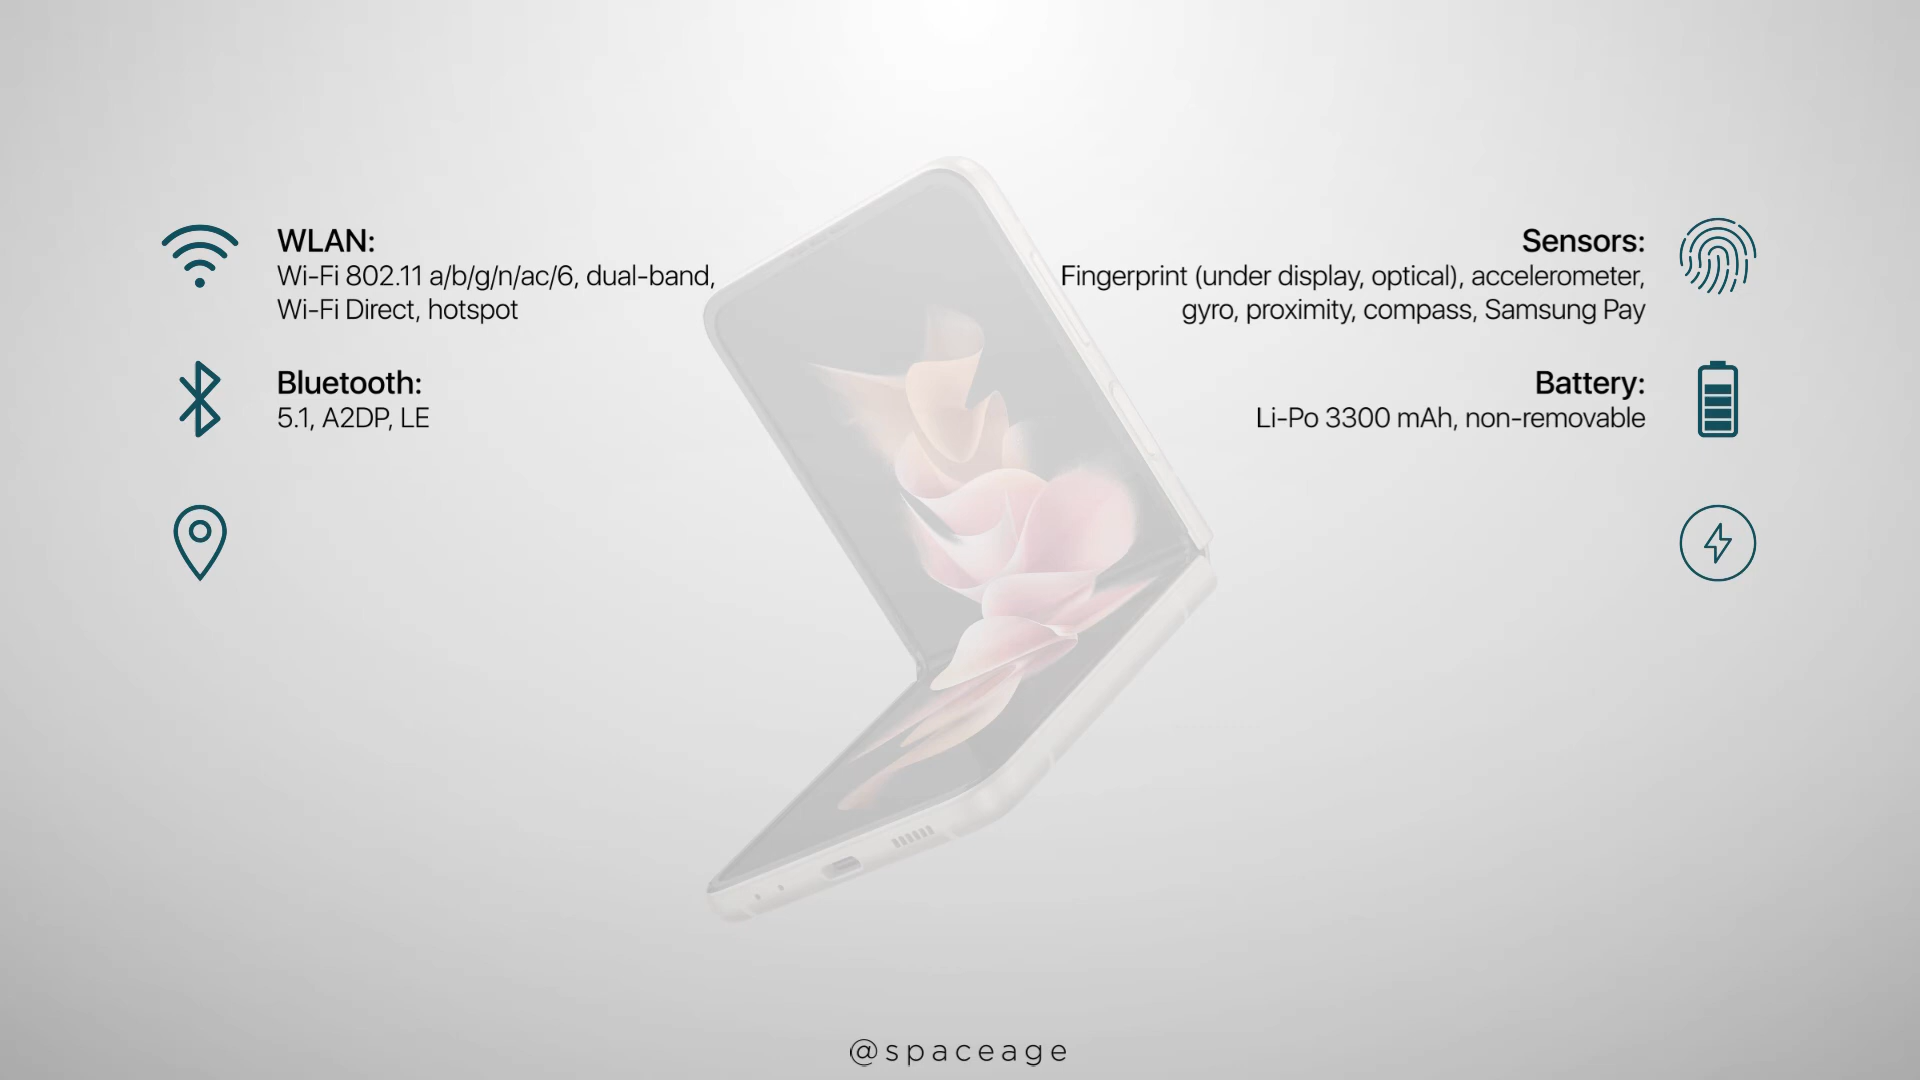 WLAN:
Wi-Fi 802.11 a/b/g/n/ac/6, dual-band,
Wi-Fi Direct, hotspot
Bluetooth:
5.1, A2DP, LE
Sensors:
Fingerprint (under display, optical), accelerometer,
gyro, proximity, compass, Samsung Pay
Battery:
Li-Po 3300 mAh, non-removable
@spaceage